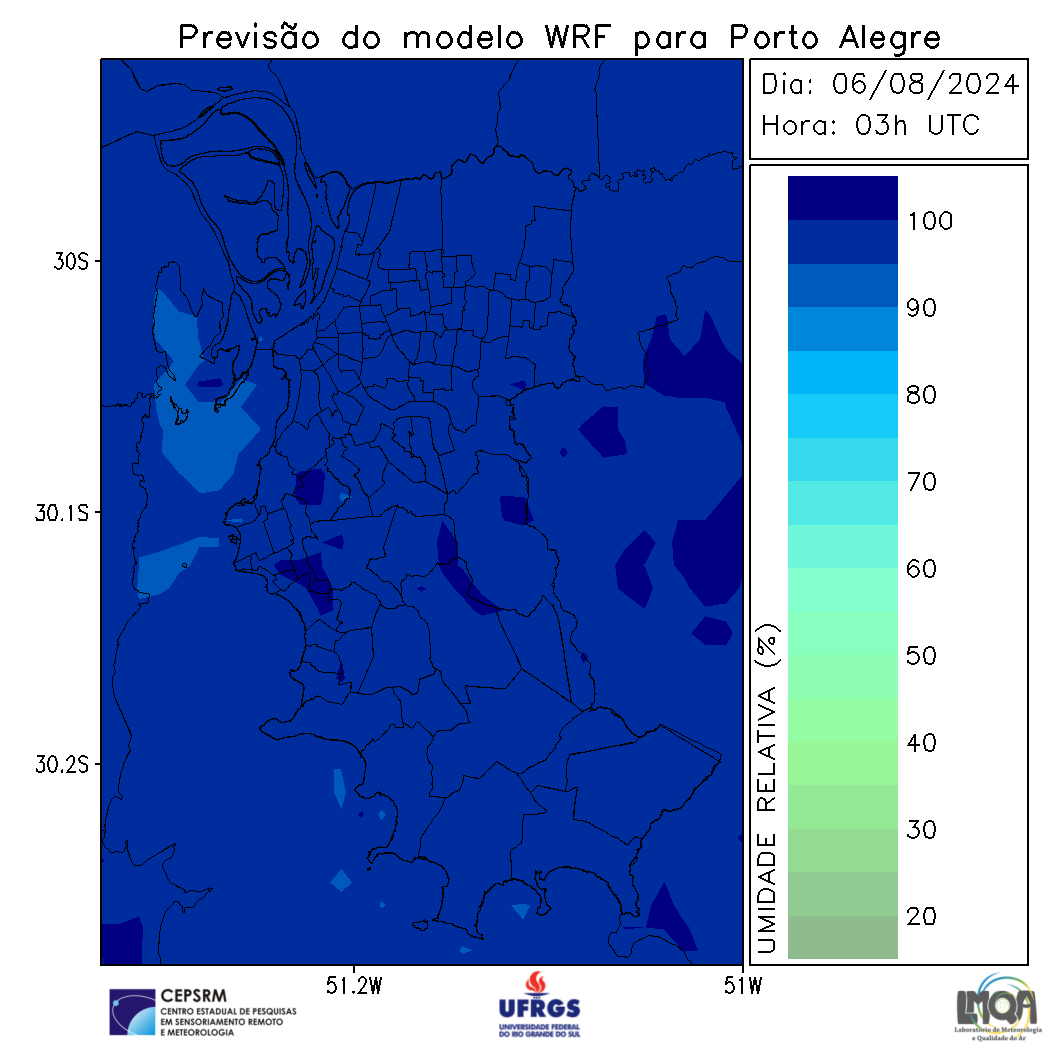 Previsão do modelo WRF para Porto Alegre
Dia: 06/08/2024
Hora: 03h UTC
30S
30.1S
30.2S
51.2W
51W
100
90
80
70
60
50
40
30
20
UMIDADE RELATIVA (%)
CEPSRM
CENTRO ESTADUAL DE PESQUISAS
EM SENSORIAMENTO REMOTO
E METEOROLOGIA
UFRGS
UNIVERSIDADE FEDERAL
DO RIO GRANDE DO SUL
LMQA
Laboratório de Meteorologia
e Qualidade do Ar